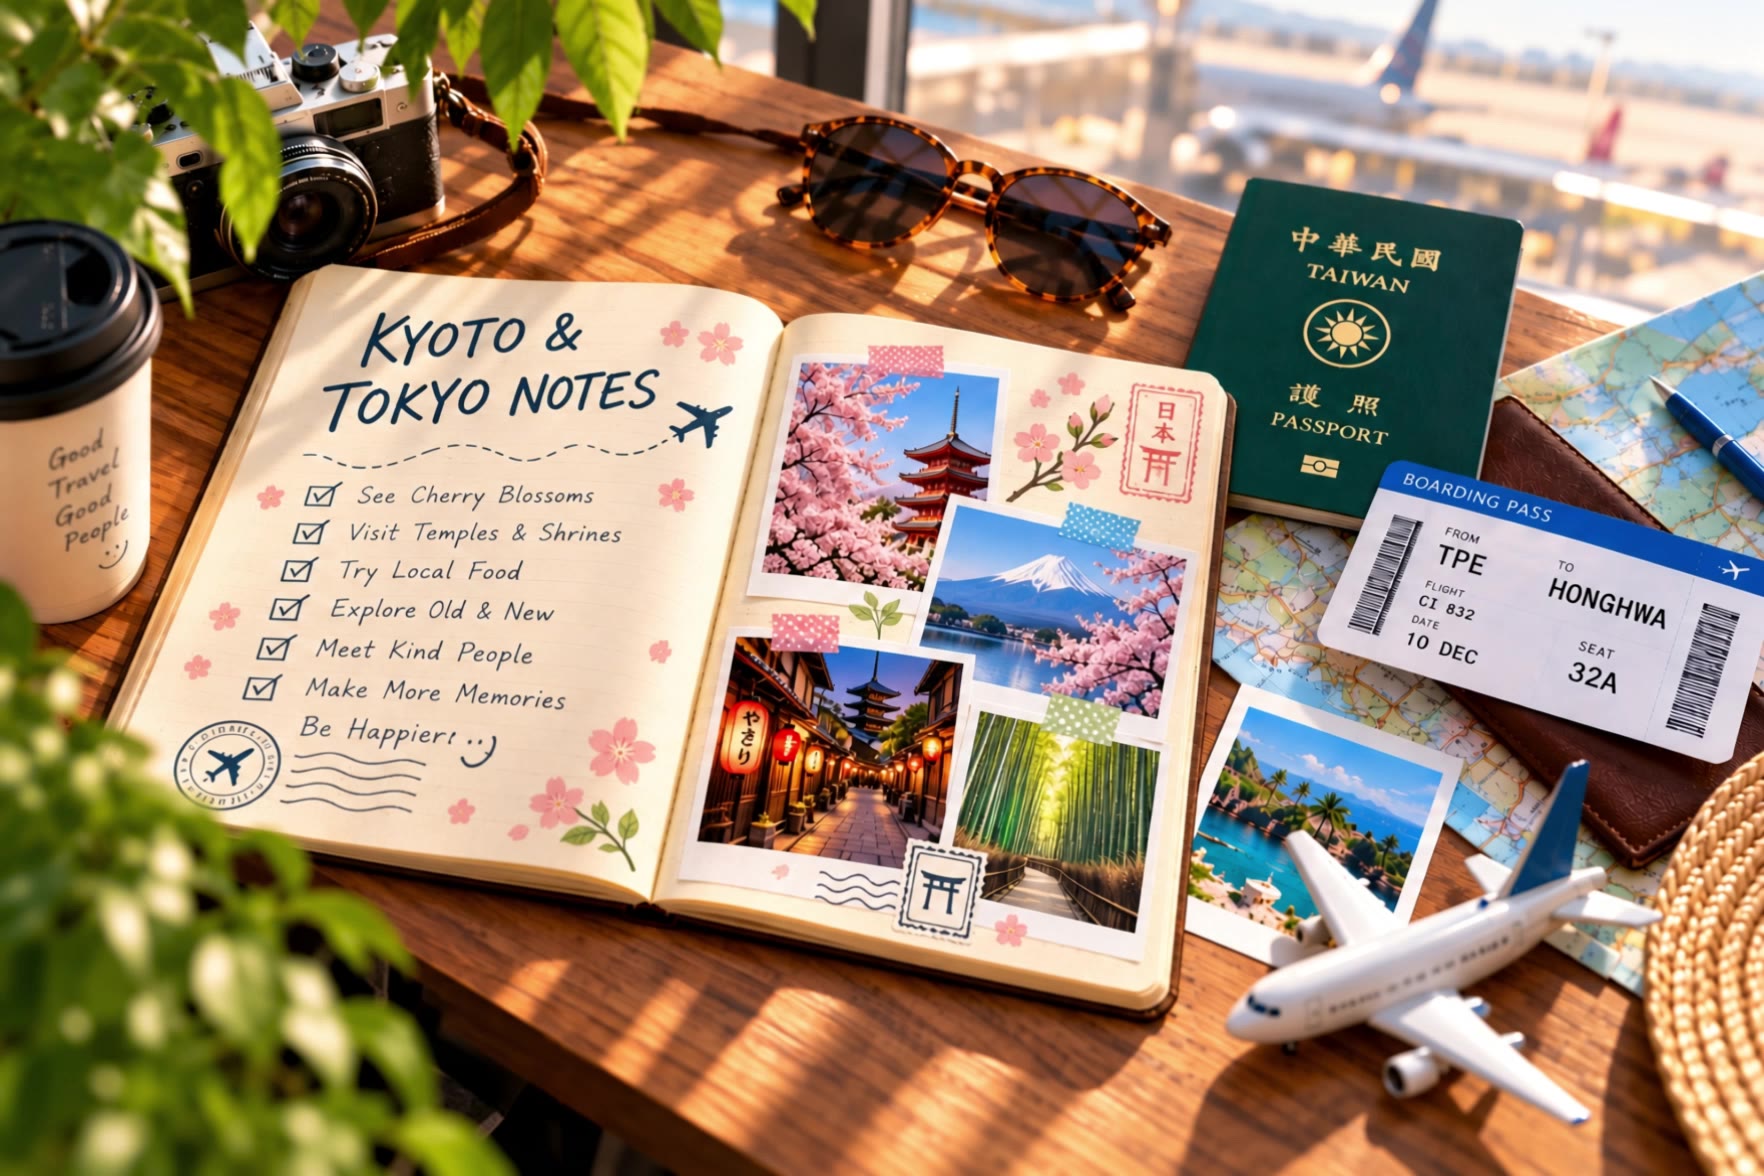 Good
Travel
Good
People
KYOTO &
TOKYO NOTES
See Cherry Blossoms
Visit Temples & Shrines
Try Local Food
Explore Old & New
Meet Kind People
Make More Memories
Be Happier!
日本
やさり
中華民國
TAIWAN
護照
PASSPORT
BOARDING PASS
FROM
TPE
TO
HONGHWA
FLIGHT
CI 832
DATE
10 DEC
SEAT
32A